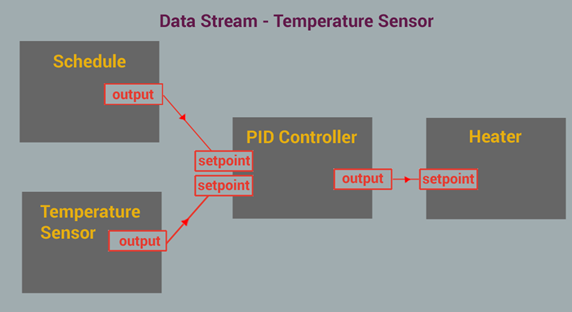 Data Stream - Temperature Sensor
Schedule
output
PID Controller
setpoint
setpoint
output
Heater
setpoint
Temperature
Sensor
output